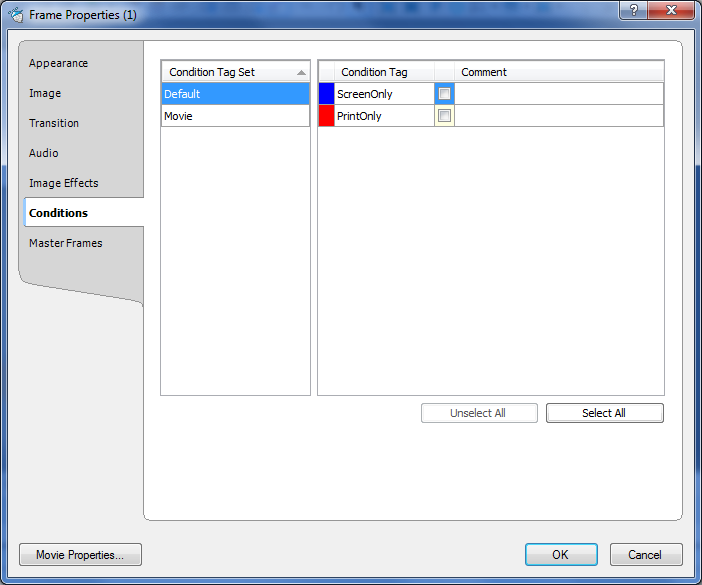 Frame Properties (1)
Appearance
Image
Transition
Audio
Image Effects
Conditions
Master Frames
Condition Tag Set
Default
Movie
Condition Tag Comment
ScreenOnly
PrintOnly
Unselect All Select All
Movie Properties... OK Cancel